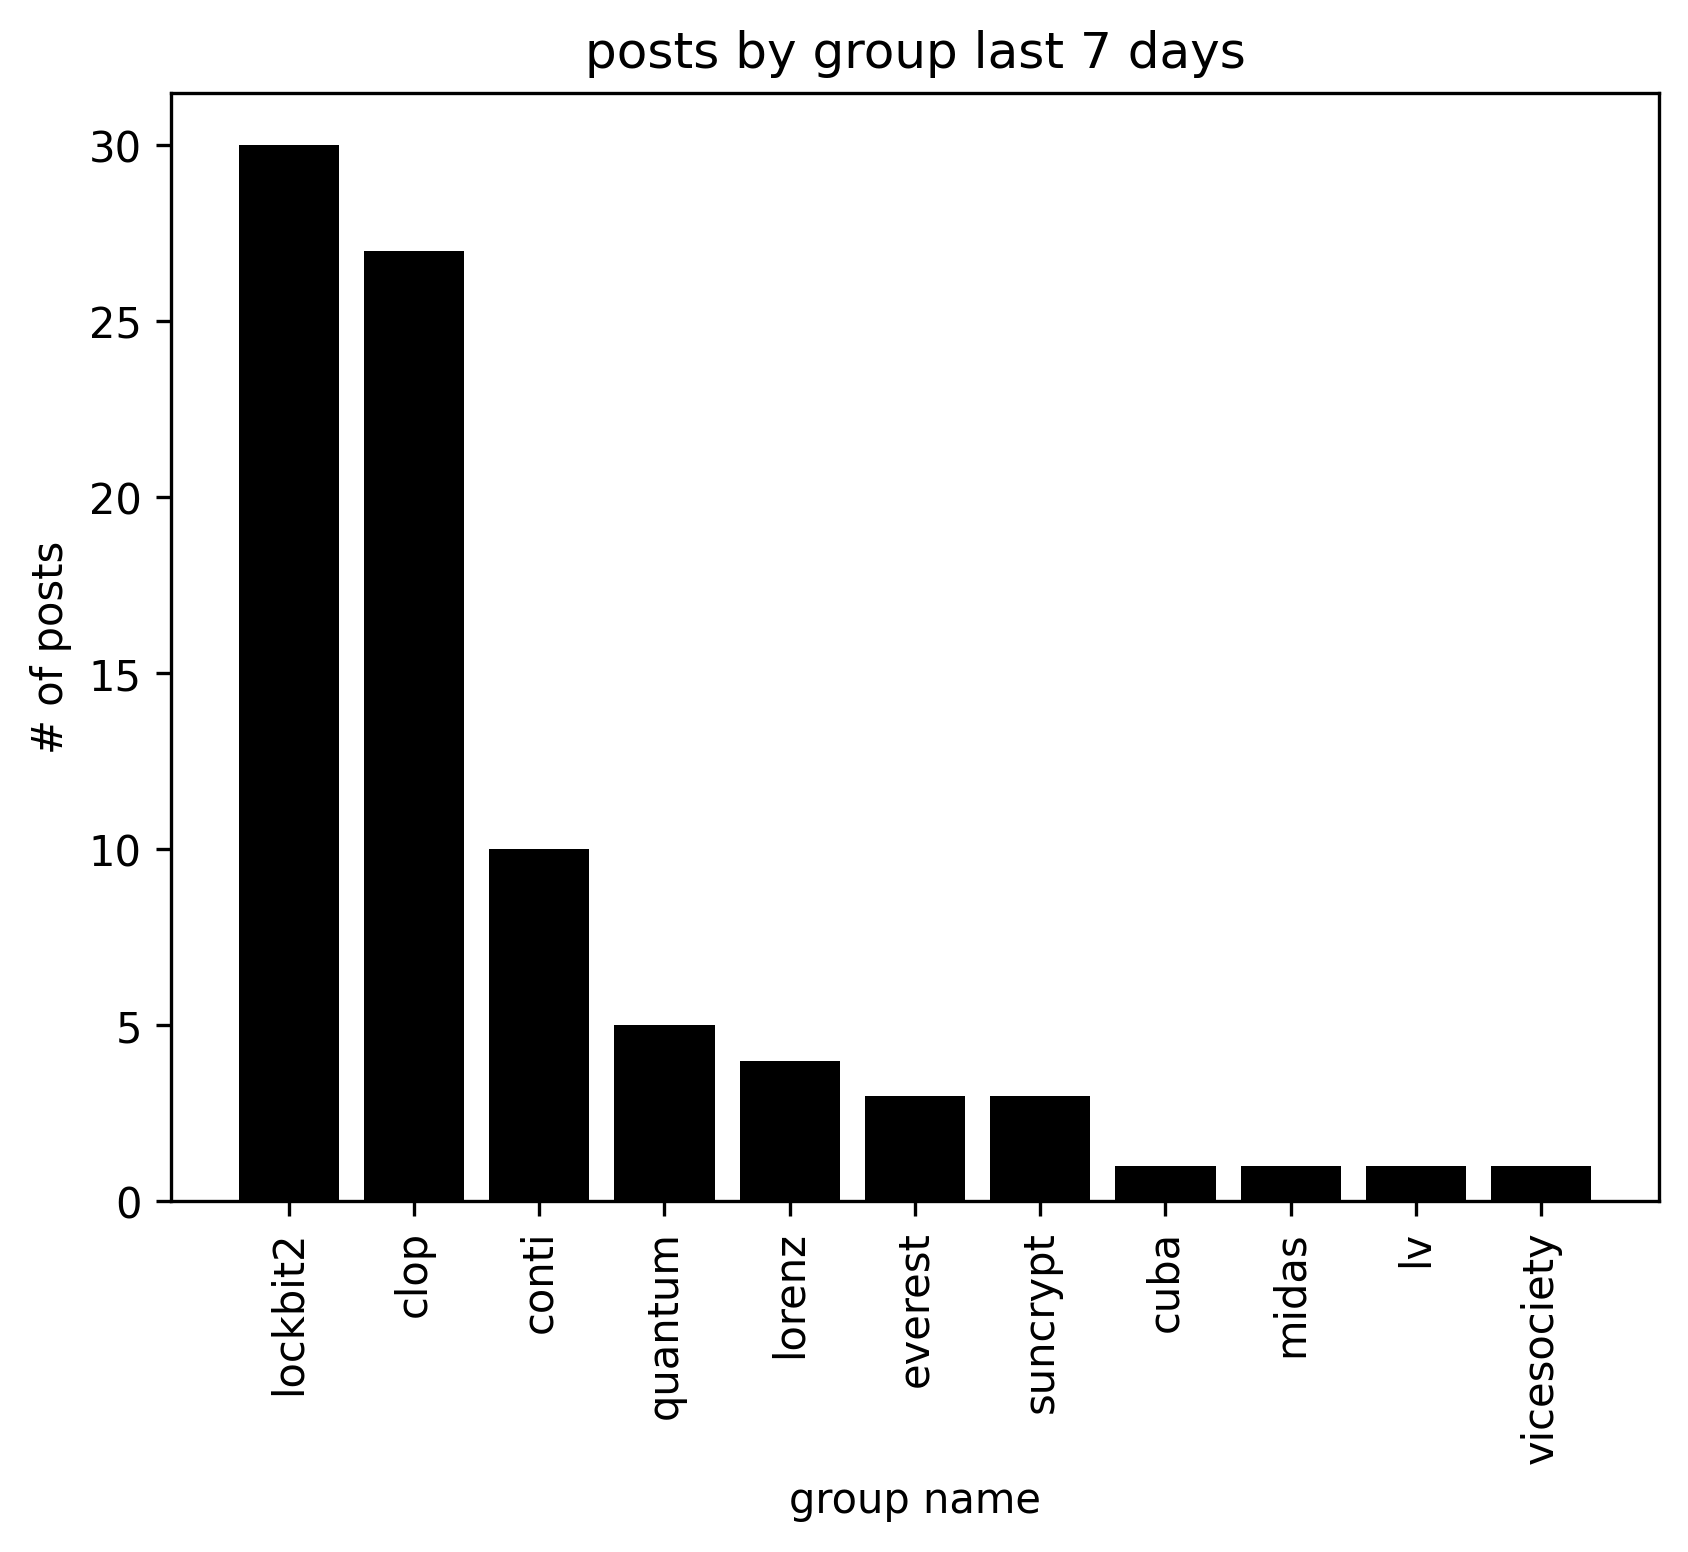 posts by group last 7 days
# of posts
30
25
20
15
10
5
0
lockbit2
clop
conti
quantum
lorenz
everest
suncrypt
cuba
midas
lv
vicesociety
group name